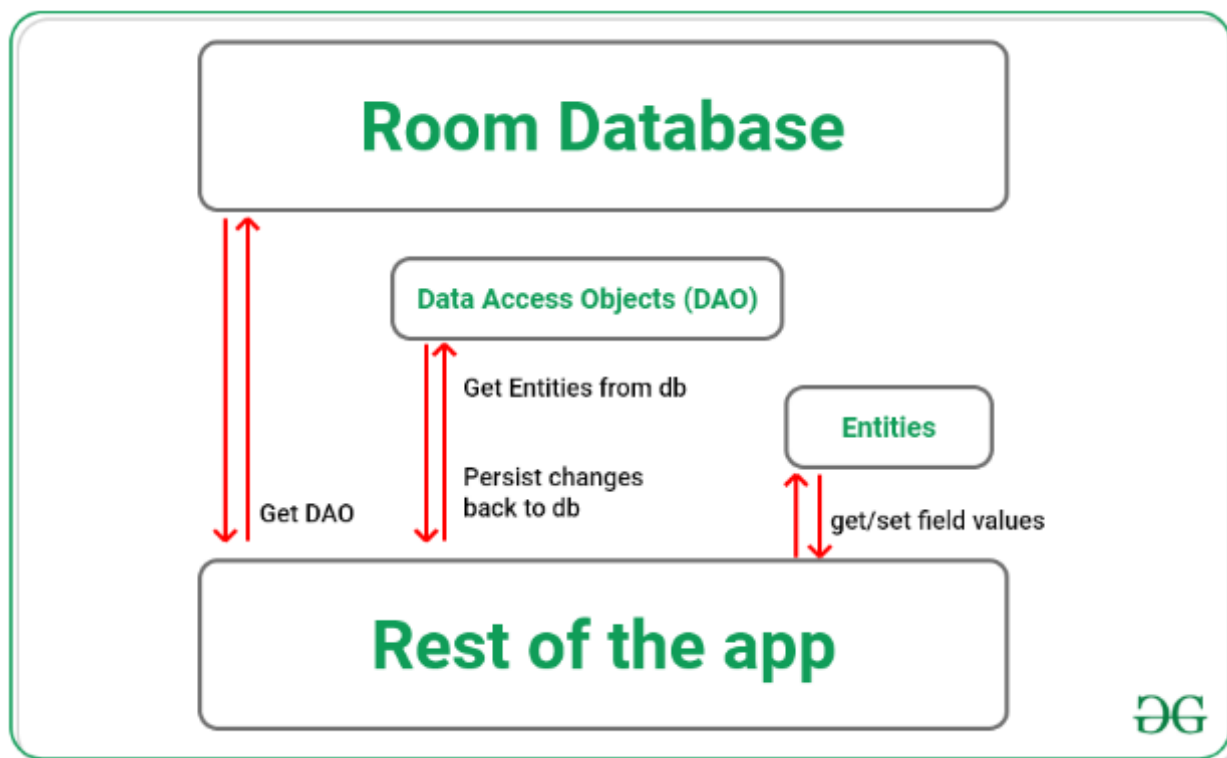 Room Database
Data Access Objects (DAO)
Get Entities from db
Entities
Persist changes
back to db
Get DAO
get/set field values
Rest of the app